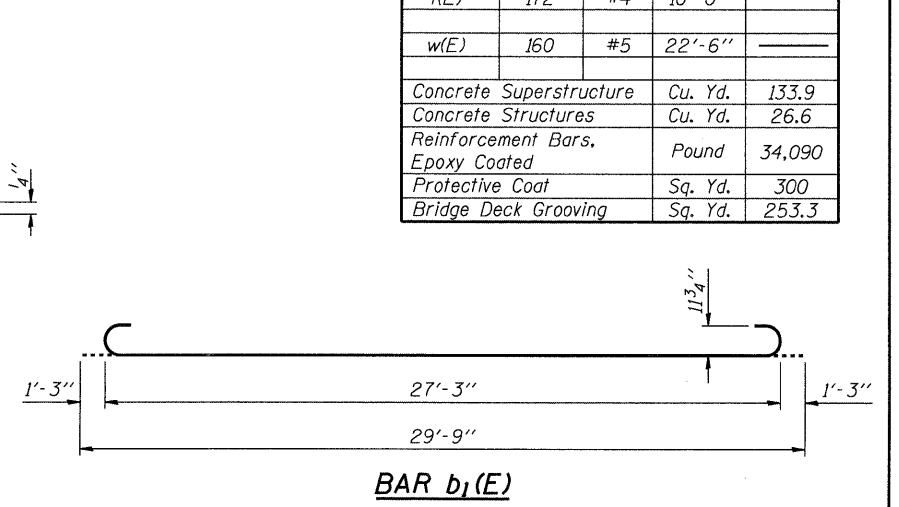 172 #4
w(E) 160 #5 22'-6"
Concrete Superstructure Cu. Yd. 133.9
Concrete Structures Cu. Yd. 26.6
Reinforcement Bars,
Epoxy Coated Pound 34,090
Protective Coat Sq. Yd. 300
Bridge Deck Grooving Sq. Yd. 253.3
1/4"
11 3/4"
1'-3" 27'-3" 1'-3"
29'-9"
BAR b1(E)